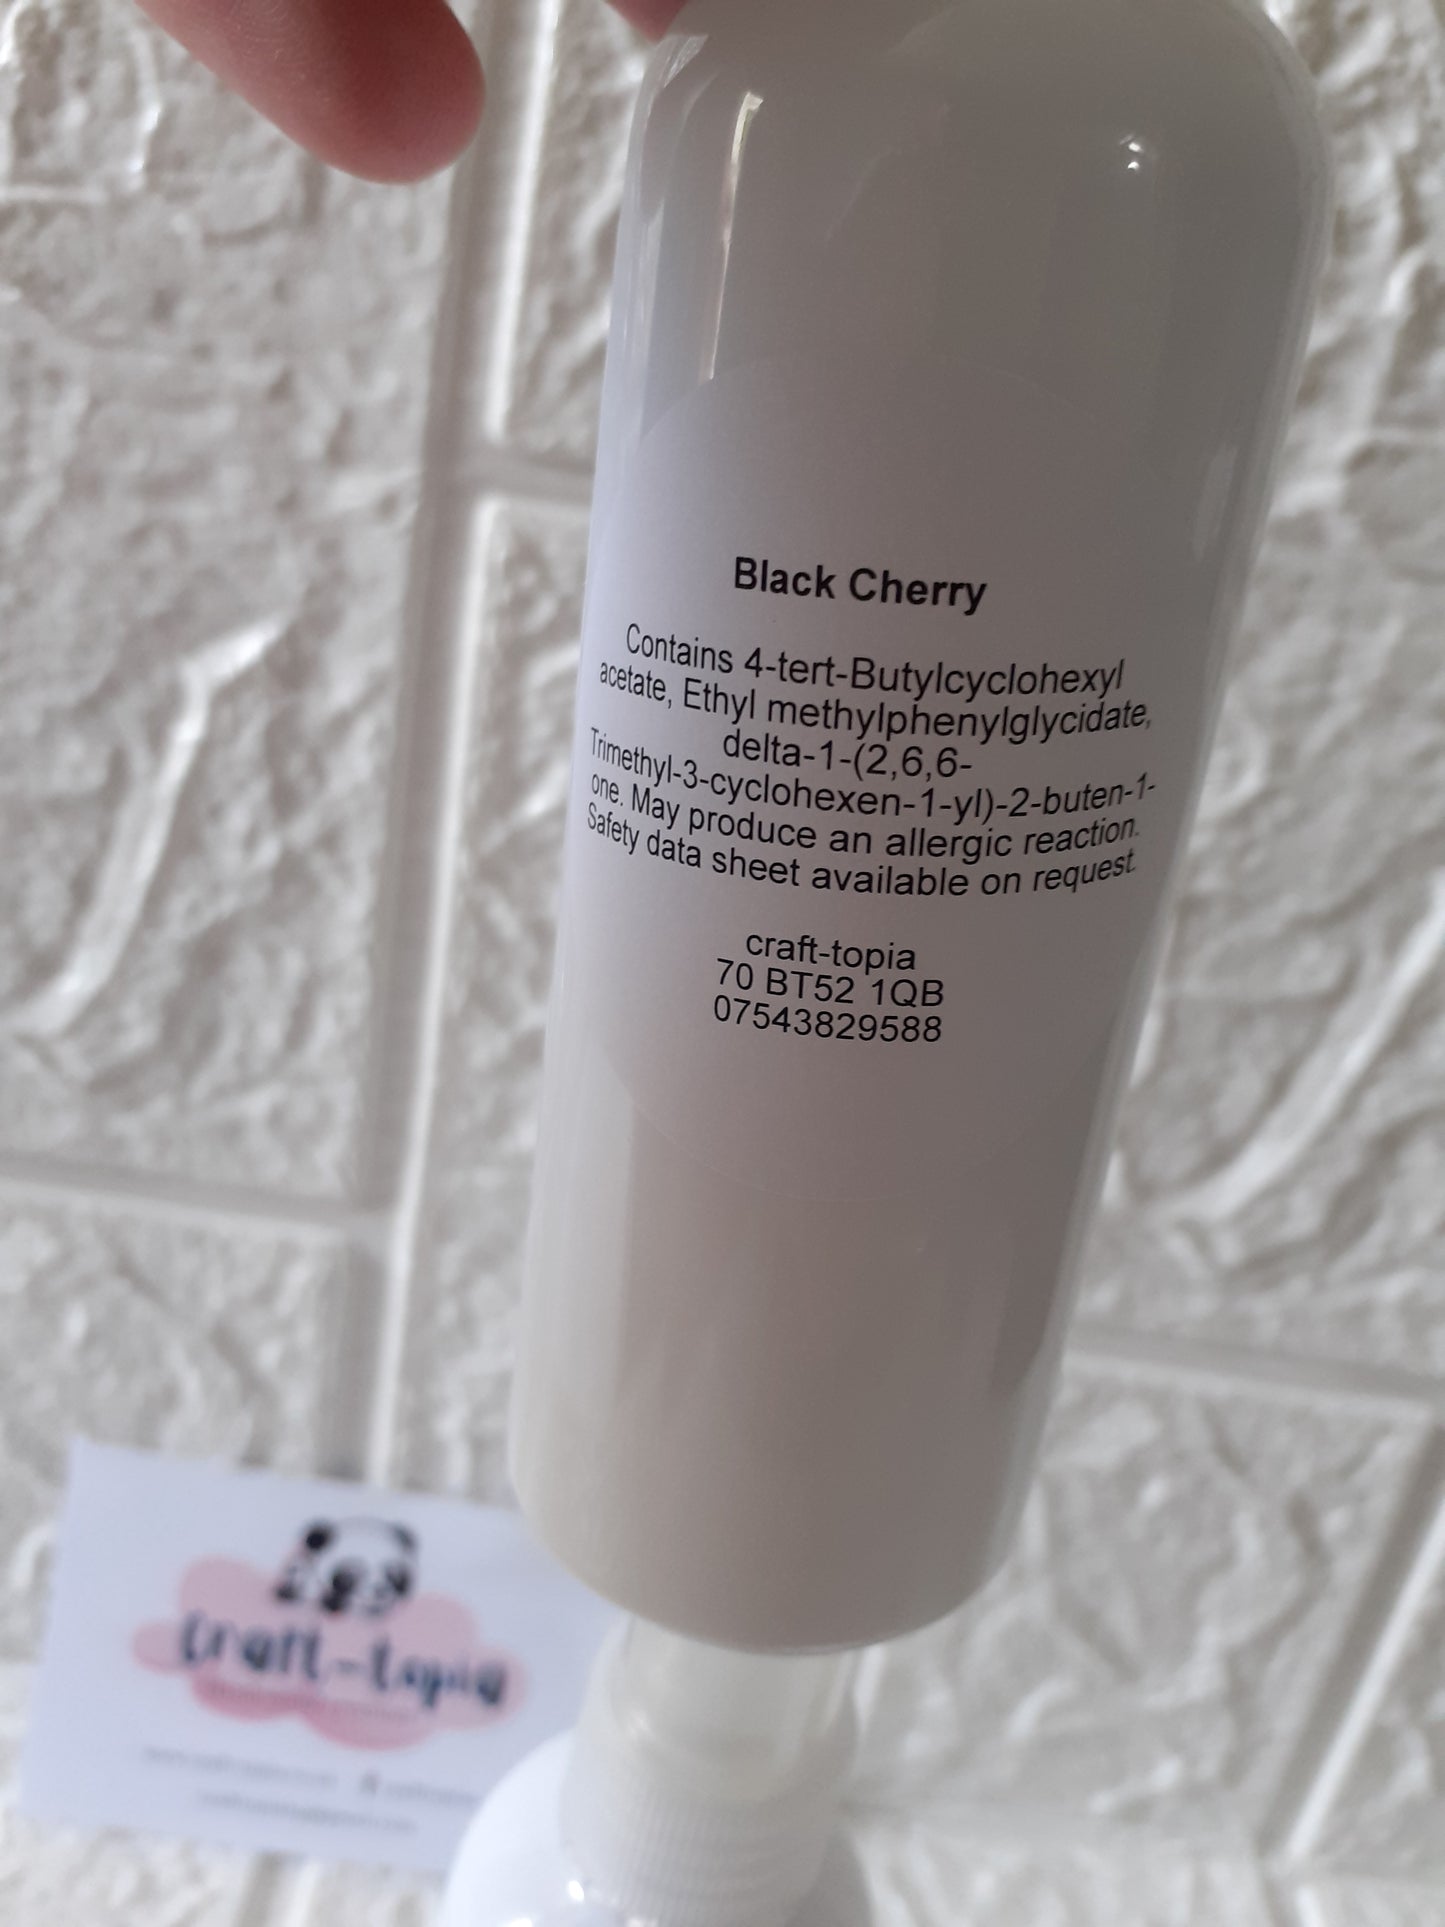 Black Cherry
Contains 4-tert-Butylcyclohexyl
acetate, Ethyl methylphenylglycidate,
delta-1-(2,6,6-
Trimethyl-3-cyclohexen-1-yl)-2-buten-1-
one. May produce an allergic reaction.
Safety data sheet available on request.
craft-topia
70 BT52 1QB
07543829588
Craft-topia